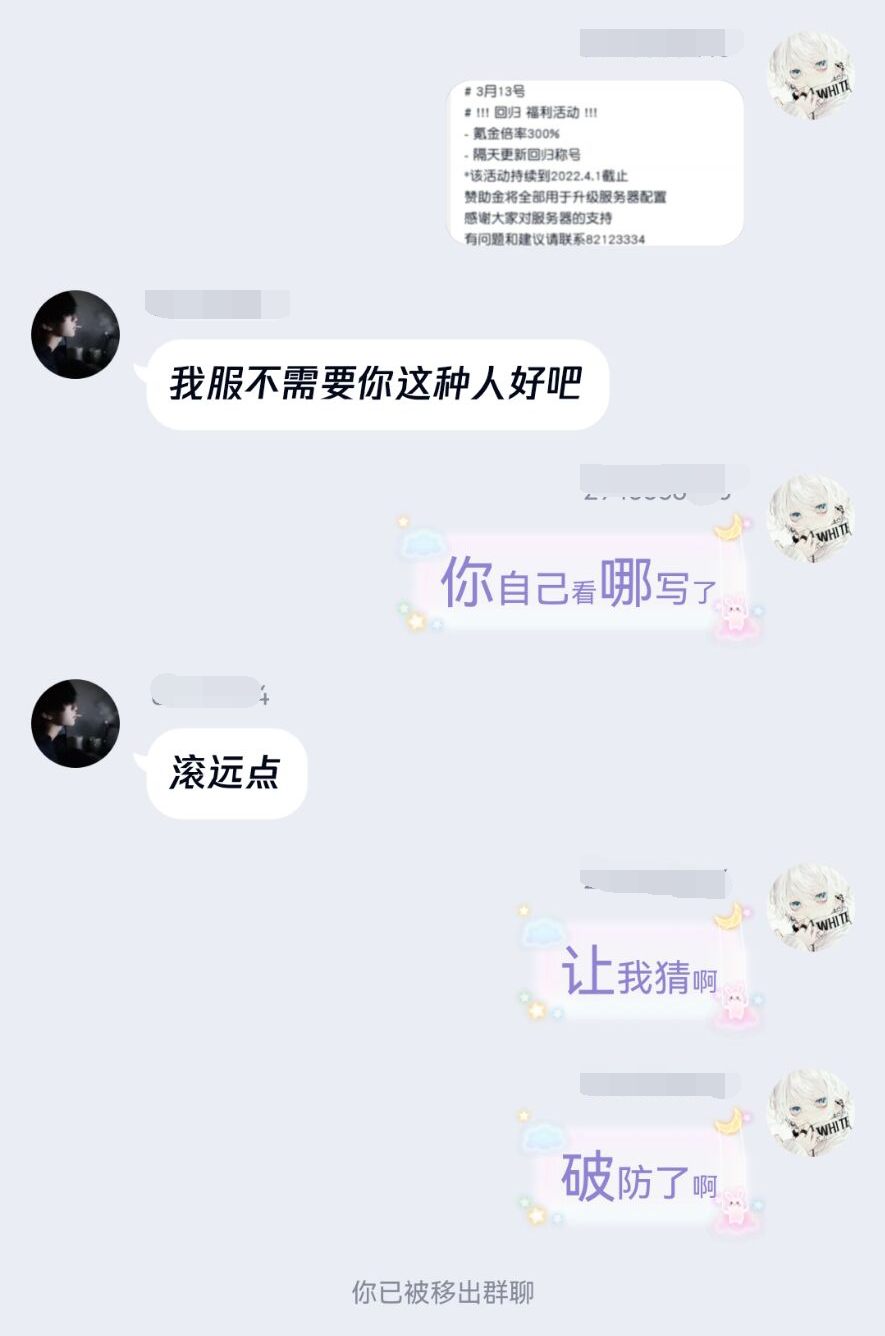 # 3月13号
# !!! 回归 福利活动 !!!
- 氪金倍率300%
- 隔天更新回归称号
*该活动持续到2022.4.1截止
赞助金将全部用于升级服务器配置
感谢大家对服务器的支持
有问题和建议请联系82123334
WHITE
我服不需要你这种人好吧
WHITE
你自己看哪写了
4
滚远点
WHITE
让我猜啊
WHITE
破防了啊
你已被移出群聊